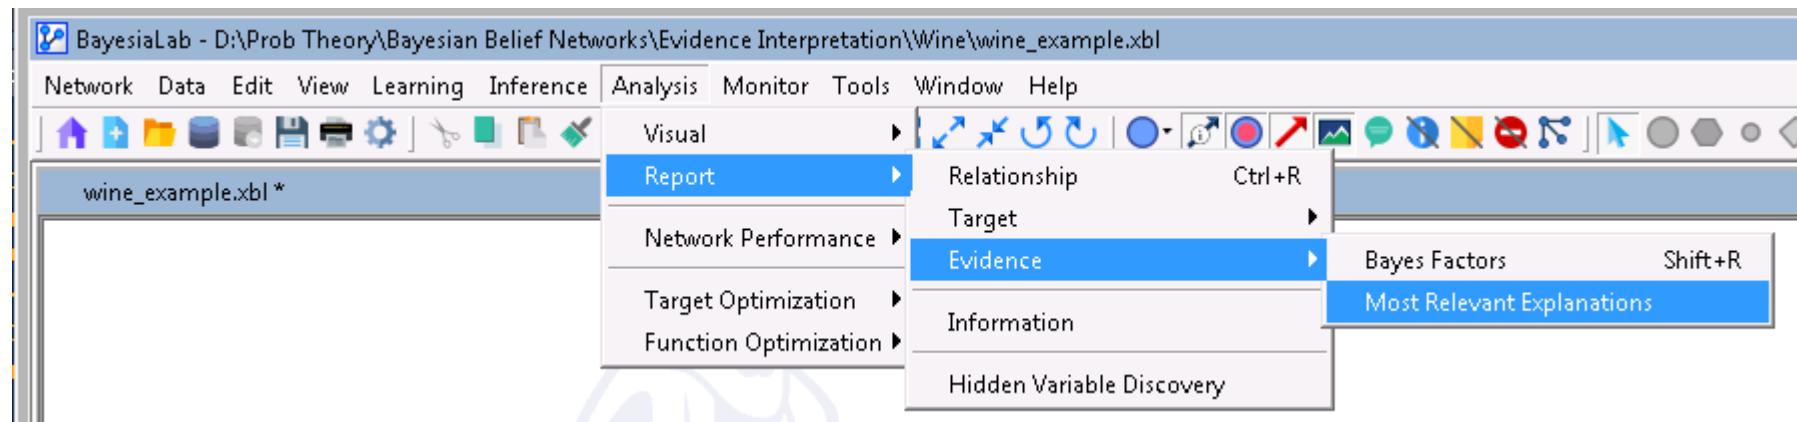 BayesiaLab - D:\Prob Theory\Bayesian Belief Networks\Evidence Interpretation\Wine\wine_example.xbl
Network Data Edit View Learning Inference Analysis Monitor Tools Window Help
wine_example.xbl *
Visual
Report
Network Performance
Target Optimization
Function Optimization
Relationship Ctrl+R
Target
Evidence
Information
Hidden Variable Discovery
Bayes Factors Shift+R
Most Relevant Explanations